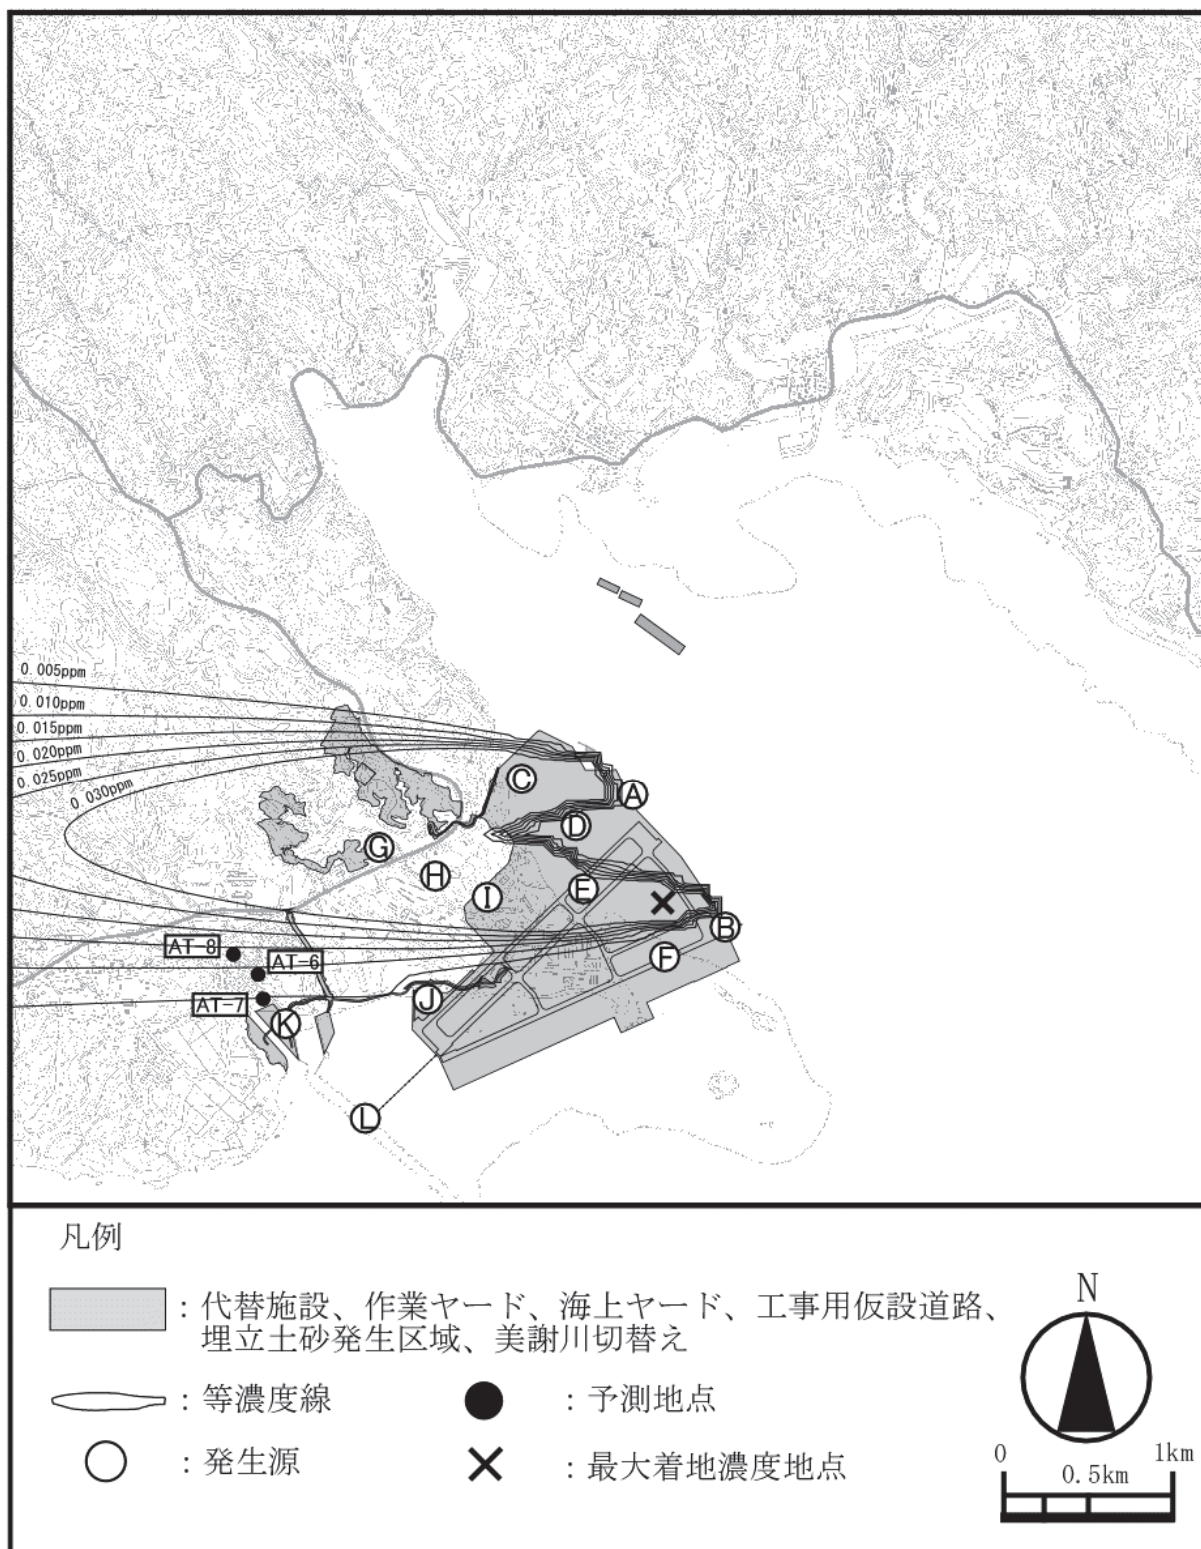 0.005ppm
0.010ppm
0.015ppm
0.020ppm
0.025ppm
0.030ppm
C
A
D
G
H
E
I
B
F
AT-8
AT-6
AT-7
J
K
L
凡例
:代替施設、作業ヤード、海上ヤード、工事用仮設道路、
埋立土砂発生区域、美謝川切替え
:等濃度線
:予測地点
:発生源
:最大着地濃度地点
N
0
0.5km
1km